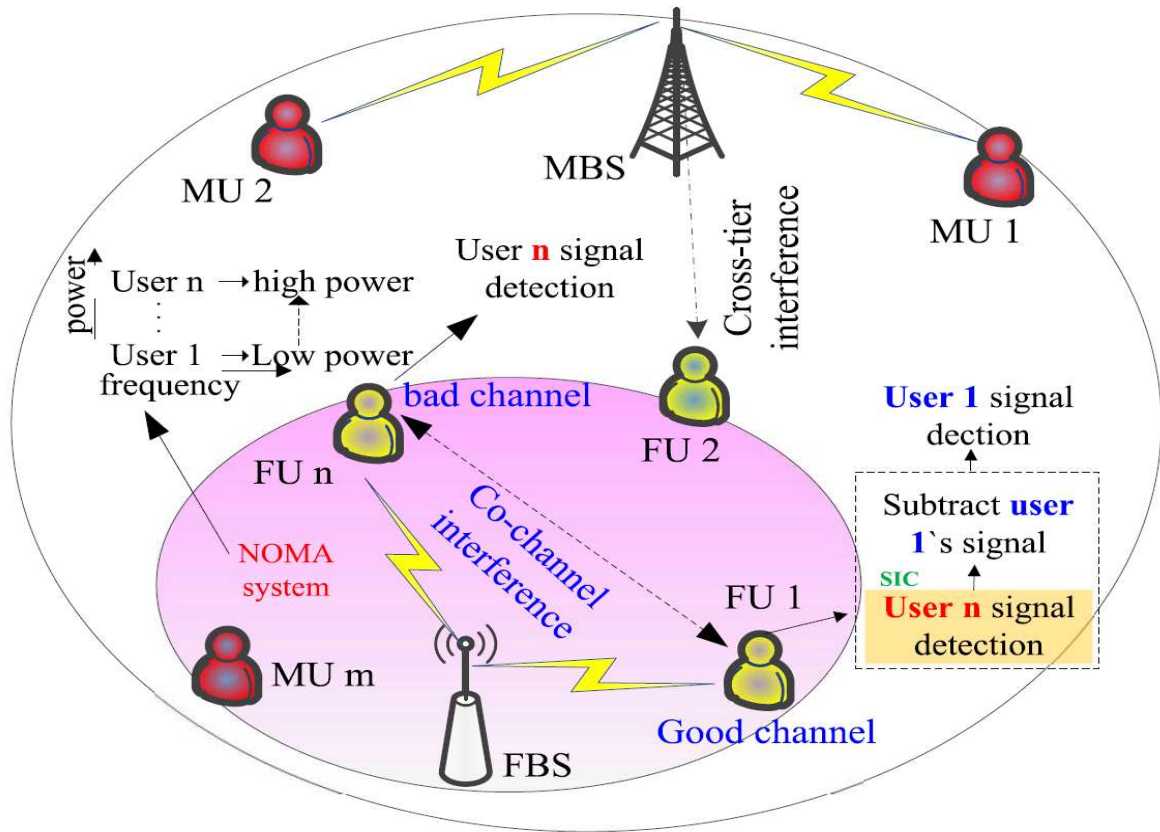 MBS
MU 2
MU 1
Cross-tier
interference
power
User n
high power
User 1
Low power
frequency
User n signal
detection
bad channel
FU n
FU 2
User 1 signal
dection
Subtract user
1`s signal
SIC
User n signal
detection
Co-channel
interference
NOMA
system
FU 1
MU m
Good channel
FBS